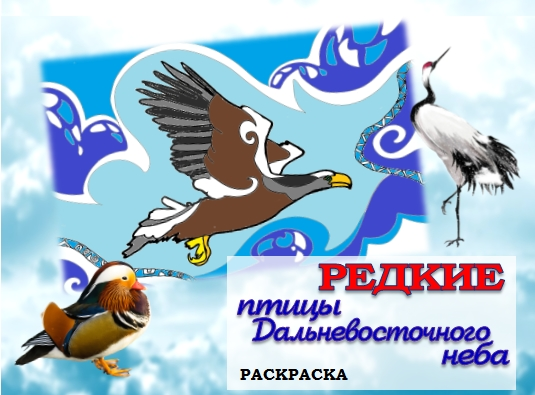 РЕДКИЕ
птицы
Дальневосточного
неба
РАСКРАСКА